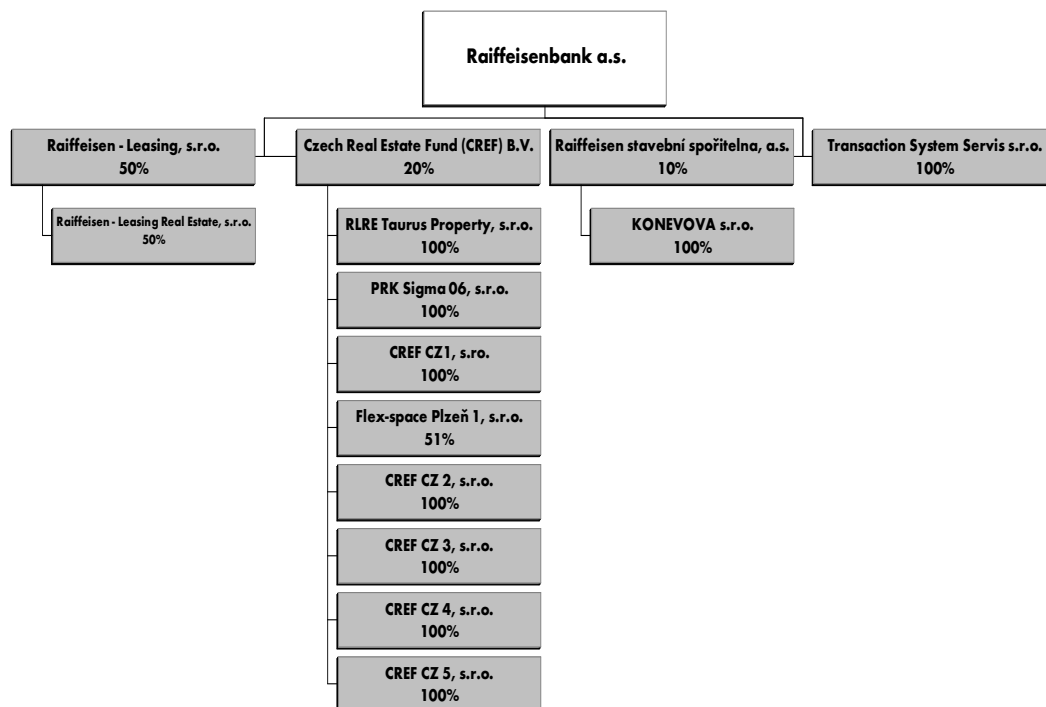 Raiffeisenbank a.s.
Raiffeisen - Leasing, s.r.o.
50%
Czech Real Estate Fund (CREF) B.V.
20%
Raiffeisen stavební spořitelna, a.s.
10%
Transaction System Servis s.r.o.
100%
Raiffeisen - Leasing Real Estate, s.r.o.
50%
RLRE Taurus Property, s.r.o.
100%
KONEVOVA s.r.o.
100%
PRK Sigma 06, s.r.o.
100%
CREF CZ1, s.ro.
100%
Flex-space Plzeň 1, s.r.o.
51%
CREF CZ 2, s.r.o.
100%
CREF CZ 3, s.r.o.
100%
CREF CZ 4, s.r.o.
100%
CREF CZ 5, s.r.o.
100%